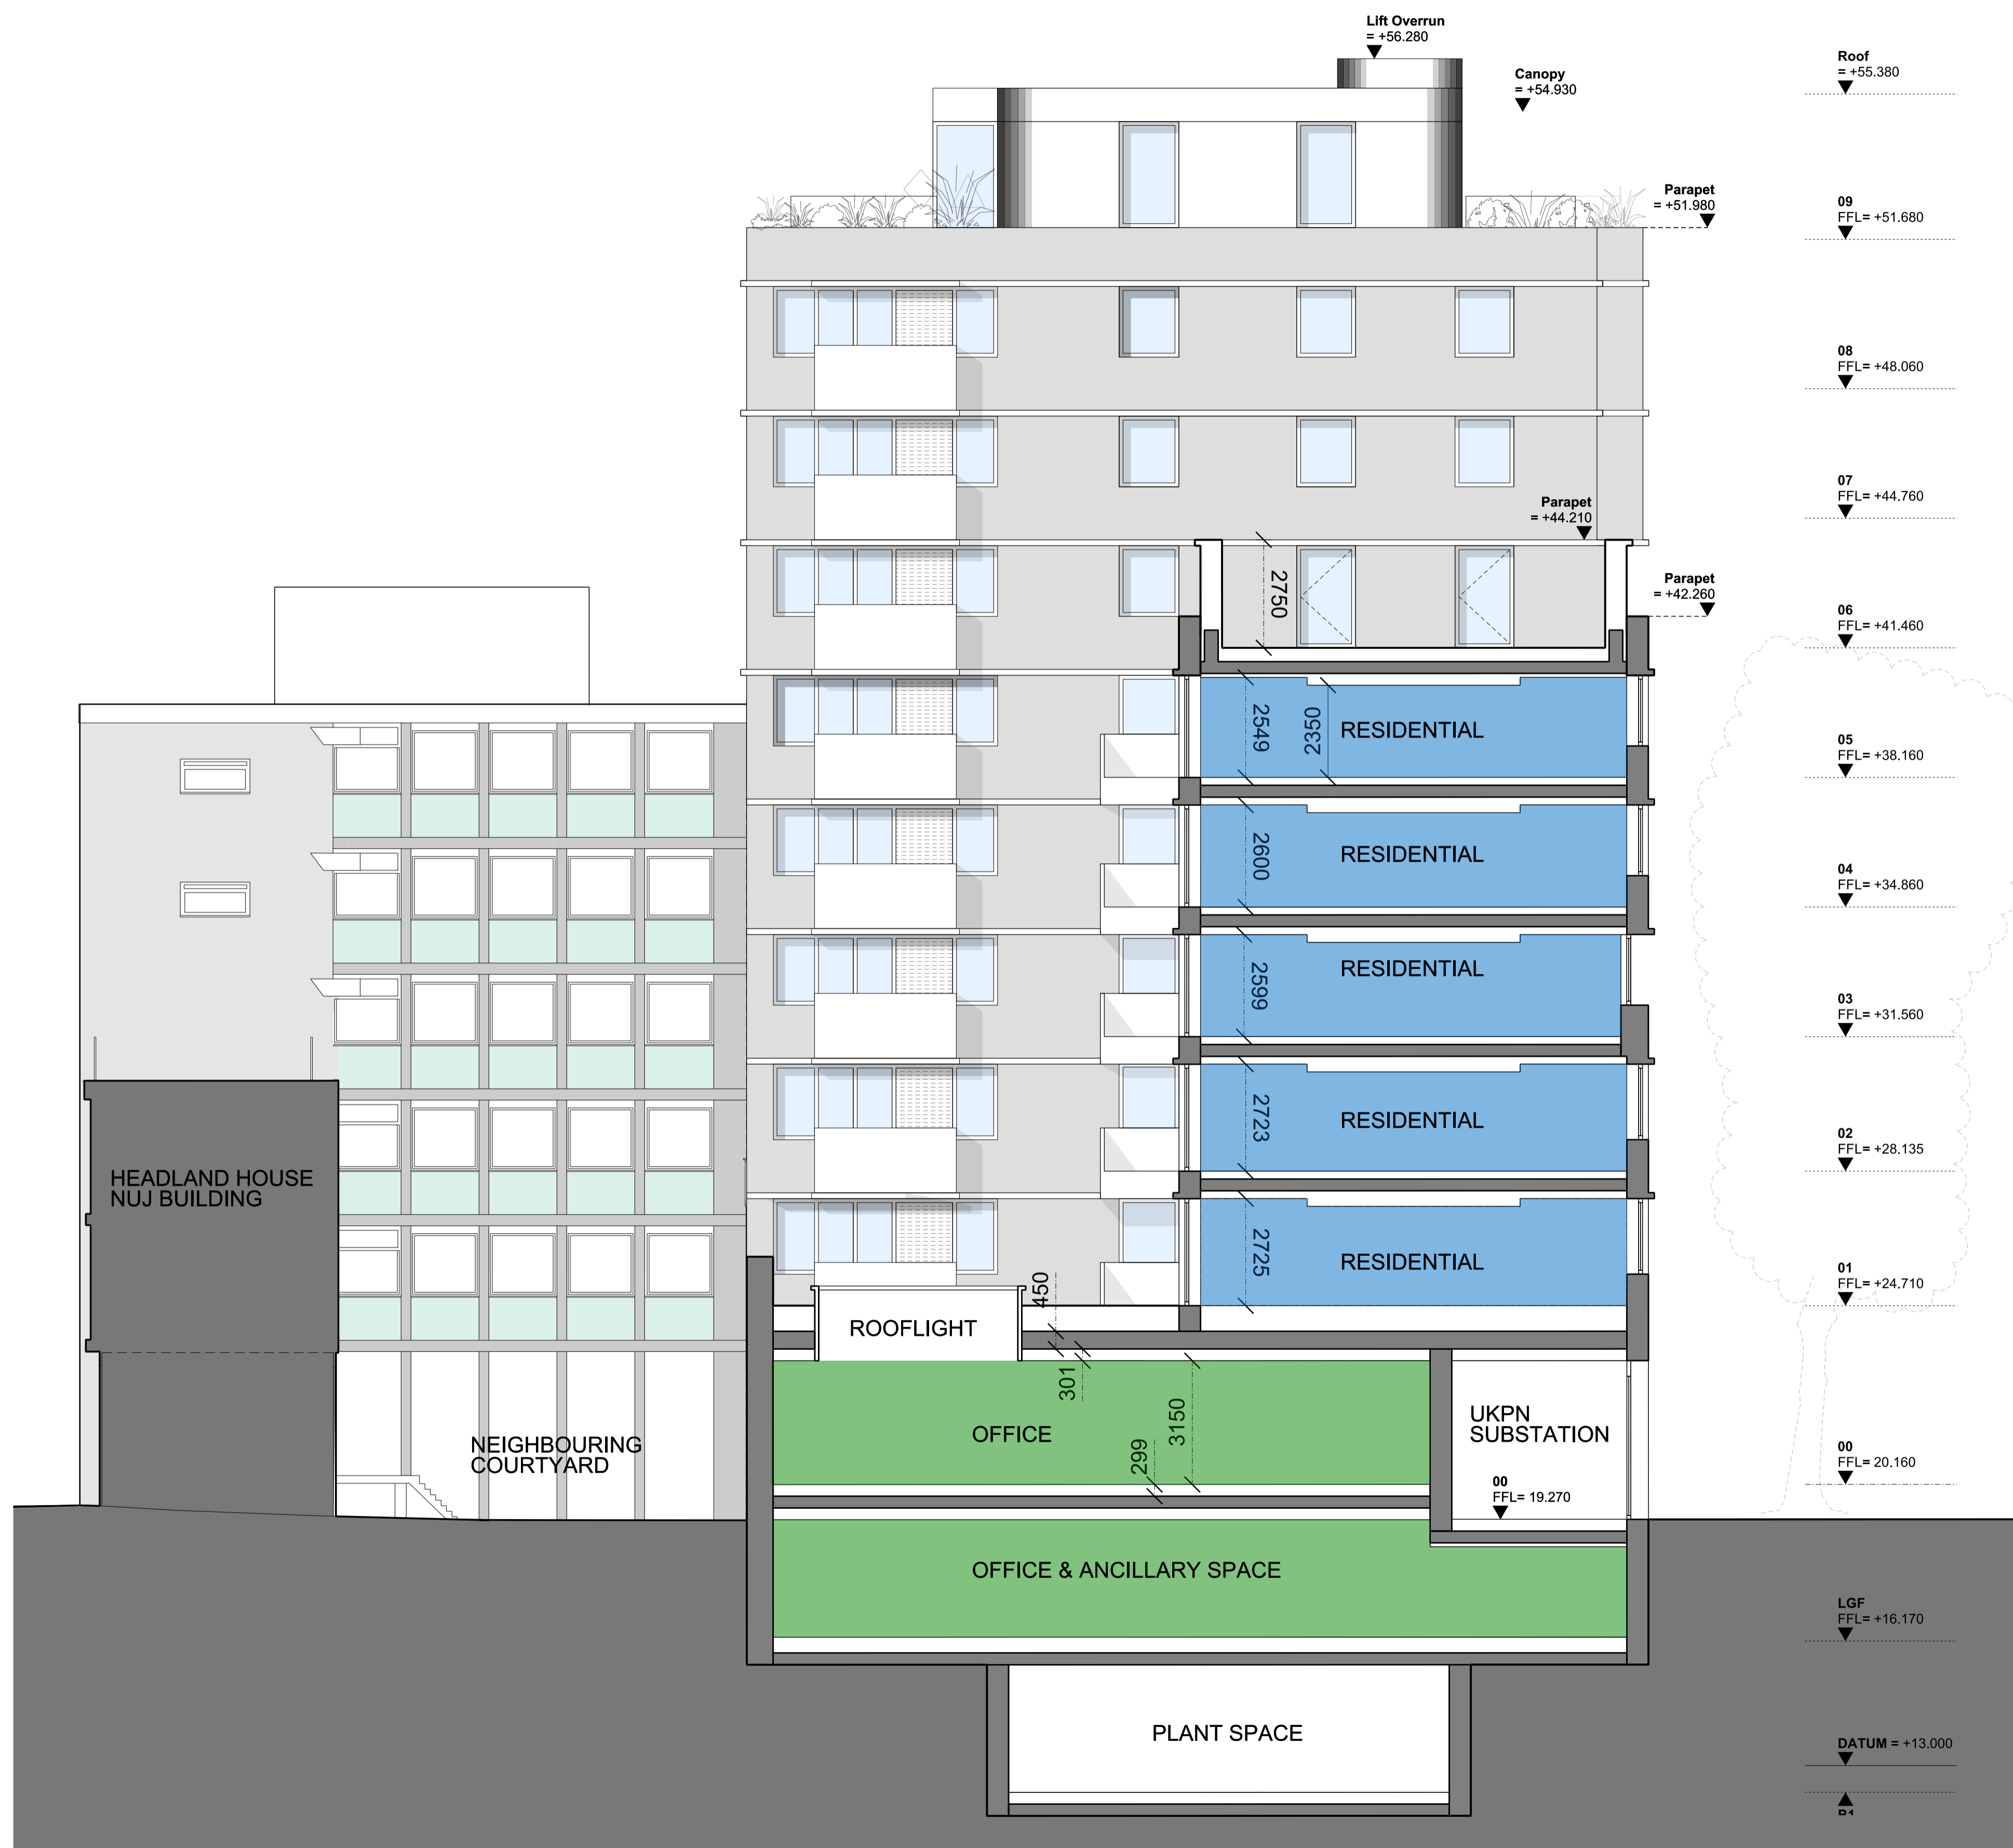 Lift Overrun
= +56.280
Canopy
= +54.930
Roof
= +55.380
Parapet
= +51.980
09
FFL= +51.680
08
FFL= +48.060
07
FFL= +44.760
Parapet
= +44.210
Parapet
= +42.260
06
FFL= +41.460
2750
2549
2350
RESIDENTIAL
05
FFL= +38.160
2600
RESIDENTIAL
04
FFL= +34.860
2599
RESIDENTIAL
03
FFL= +31.560
2723
RESIDENTIAL
02
FFL= +28.135
HEADLAND HOUSE
NUJ BUILDING
2725
RESIDENTIAL
01
FFL= +24.710
450
ROOFLIGHT
301
3150
299
OFFICE
UKPN
SUBSTATION
NEIGHBOURING
COURTYARD
00
FFL= 20.160
00
FFL= 19.270
OFFICE & ANCILLARY SPACE
LGF
FFL= +16.170
PLANT SPACE
DATUM = +13.000